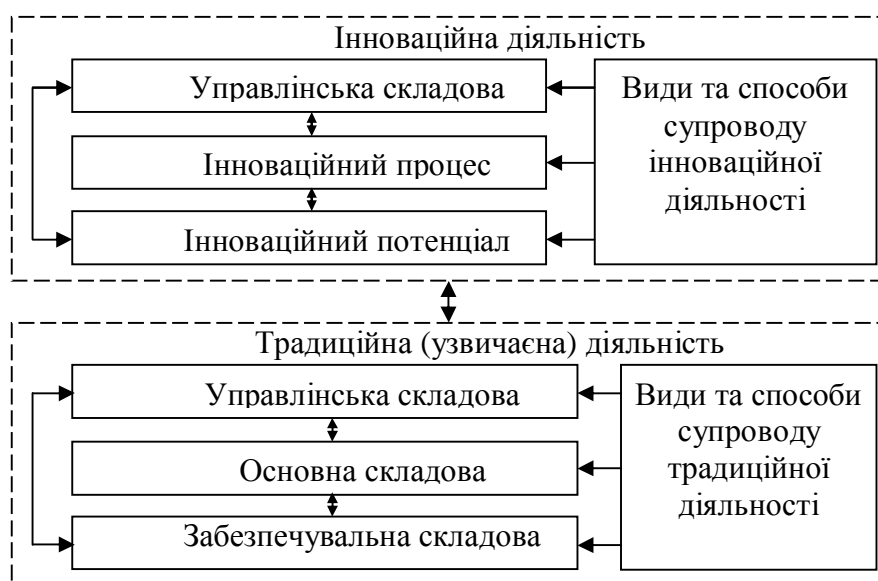 Інноваційна діяльність
Управлінська складова
Інноваційний процес
Інноваційний потенціал
Види та способи
супроводу
інноваційної
діяльності
Традиційна (узвичаєна) діяльність
Управлінська складова
Основна складова
Забезпечувальна складова
Види та способи
супроводу
традиційної
діяльності